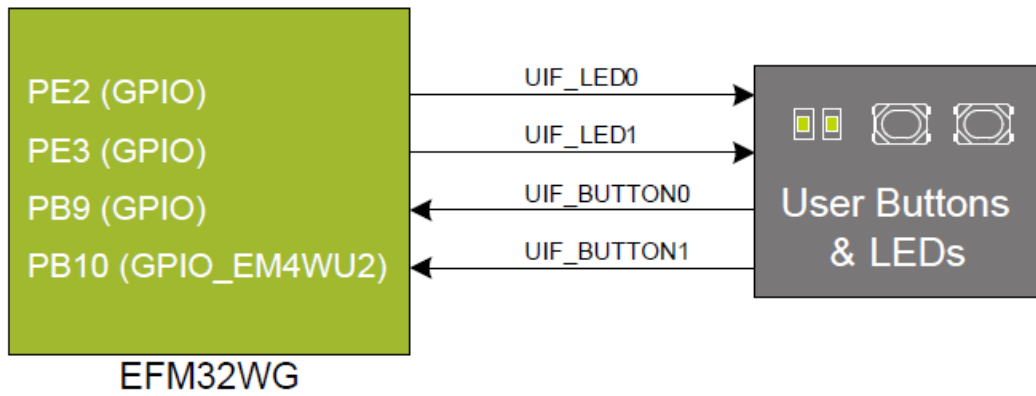 PE2 (GPIO)
PE3 (GPIO)
PB9 (GPIO)
PB10 (GPIO_EM4WU2)
EFM32WG
UIF_LED0
UIF_LED1
UIF_BUTTON0
UIF_BUTTON1
User Buttons
& LEDs